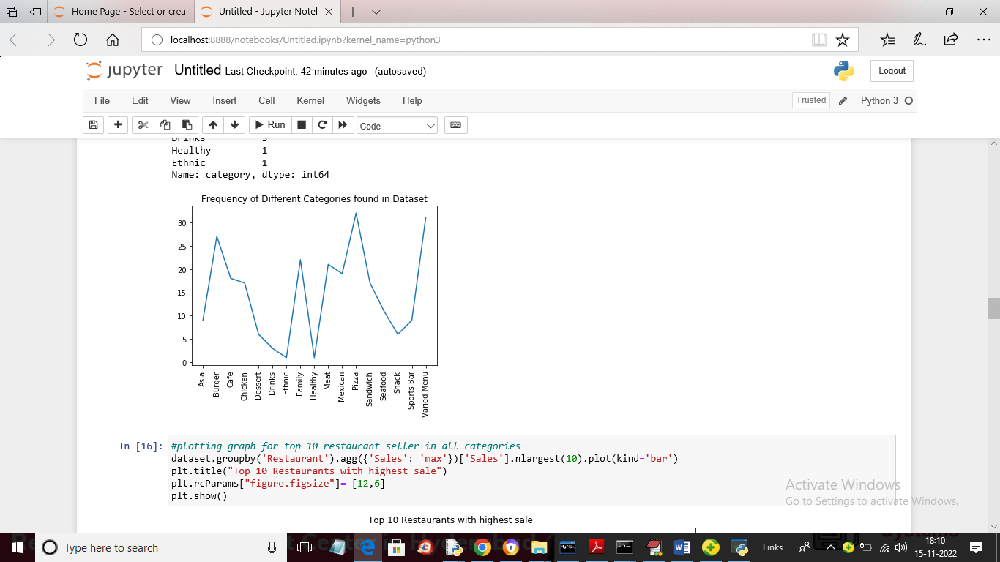 Home Page - Select or creat
Untitled - Jupyter Notel
localhost:8888/notebooks/Untitled.ipynb?kernel_name=python3
jupyter Untitled Last Checkpoint: 42 minutes ago (autosaved)
Logout
File Edit View Insert Cell Kernel Widgets Help
Trusted Python 3
Run Code
Drinks 3
Healthy 1
Ethnic 1
Name: category, dtype: int64
Frequency of Different Categories found in Dataset
30
25
20
15
10
5
0
Asia
Burger
Cafe
Chicken
Dessert
Drinks
Ethnic
Family
Healthy
Meat
Mexican
Pizza
Sandwich
Seafood
Snack
Sports Bar
Varied Menu
In [16]:
#plotting graph for top 10 restaurant seller in all categories
dataset.groupby('Restaurant').agg({'Sales': 'max'})['Sales'].nlargest(10).plot(kind='bar')
plt.title("Top 10 Restaurants with highest sale")
plt.rcParams["figure.figsize"]= [12,6]
plt.show()
Activate Windows
Go to Settings to activate Windows.
Top 10 Restaurants with highest sale
Type here to search
Links
18:10
15-11-2022